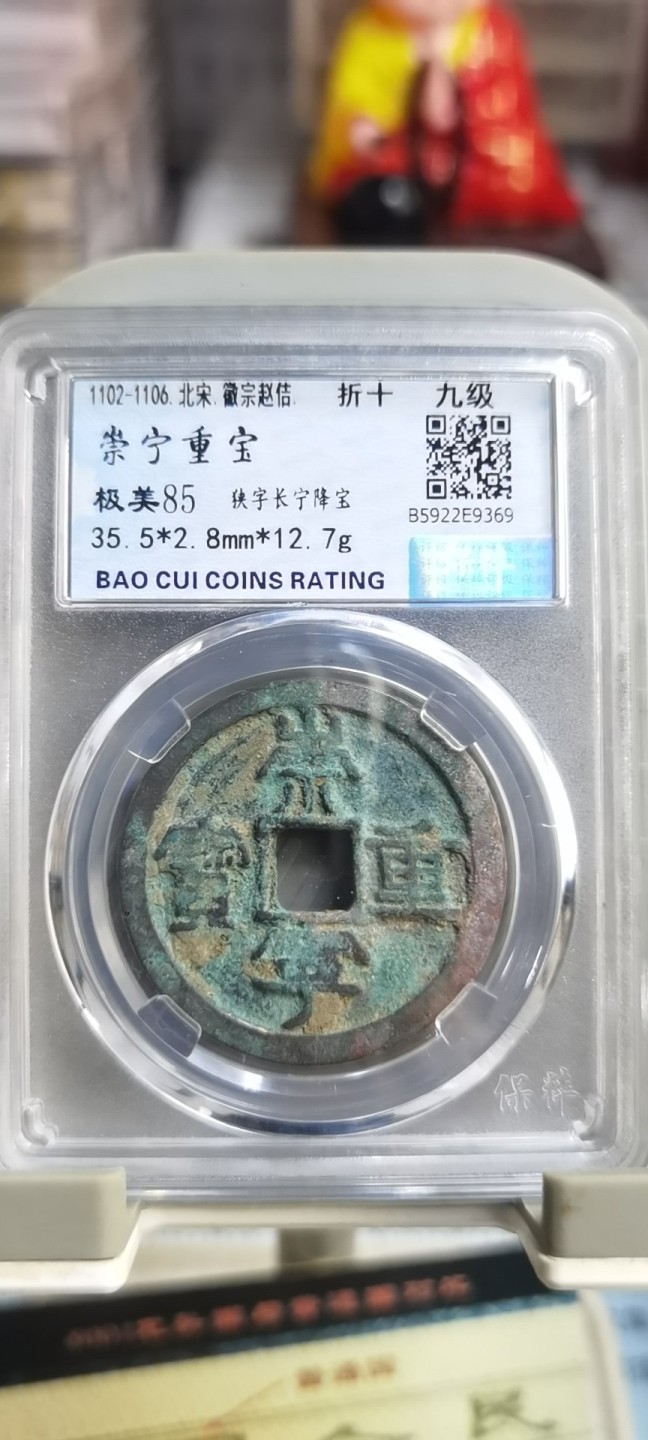 1102-1106.北宋.徽宗赵佶. 折十 九级
崇宁重宝
极美85 狭字长宁降宝
B5922E9369
35.5*2.8mm*12.7g
BAO CUI COINS RATING
崇
寶 重
寧
保粹
民